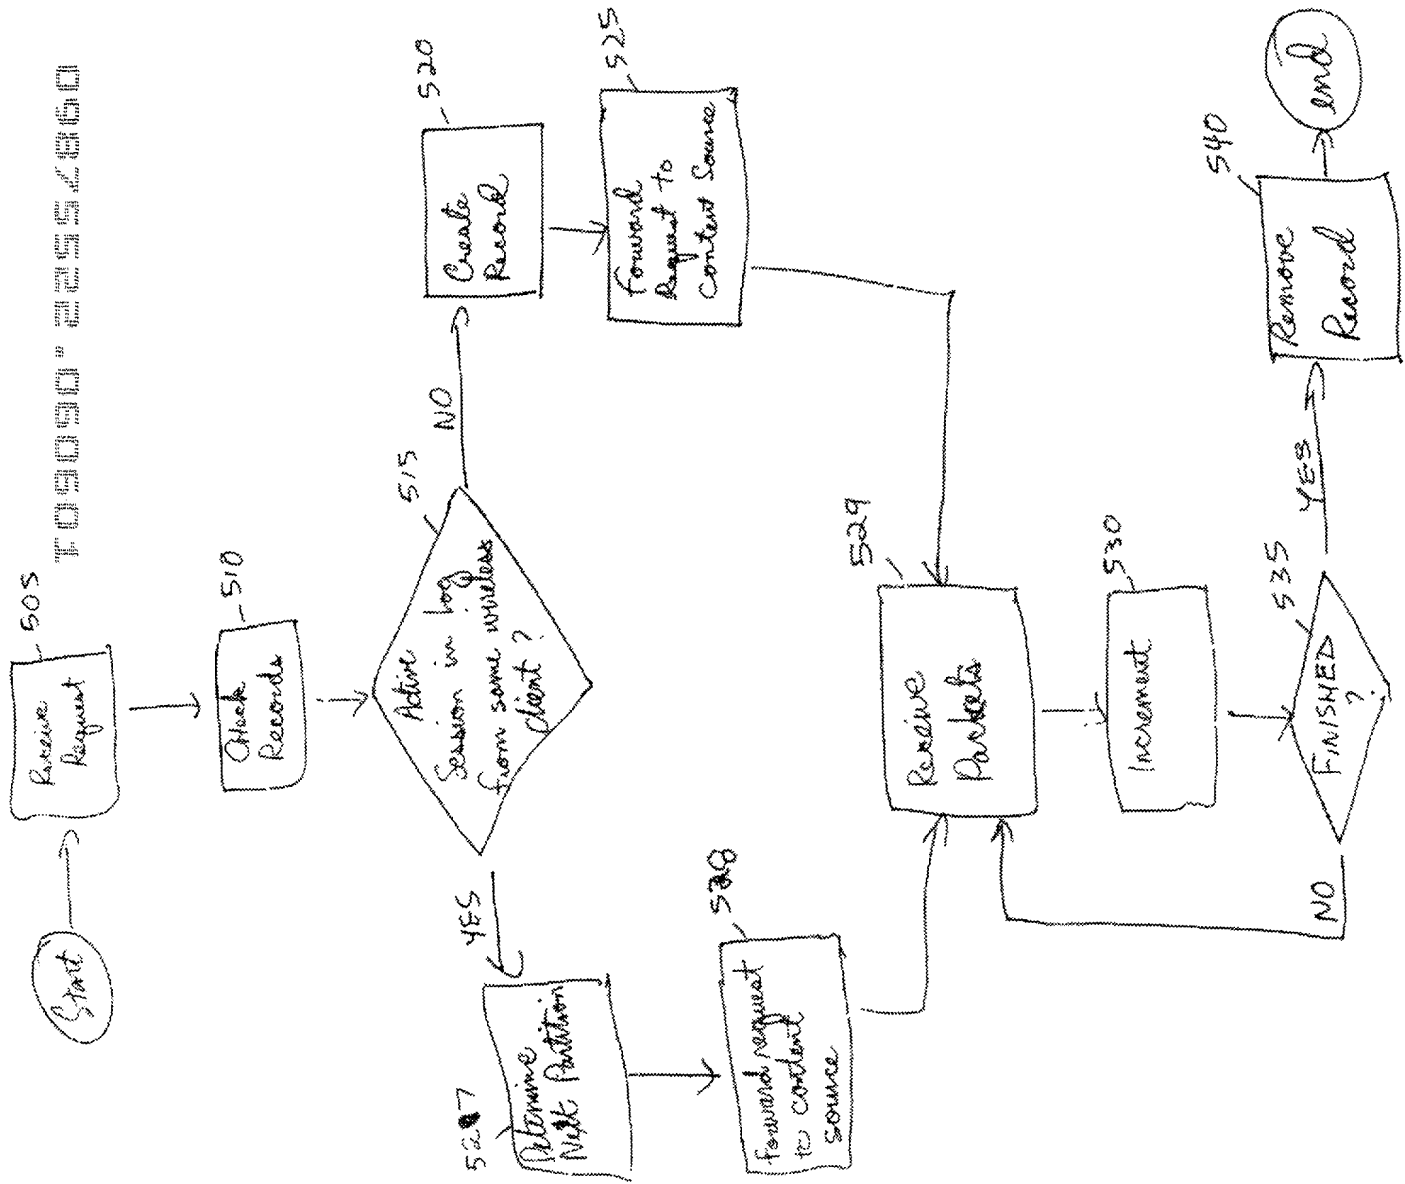 09875522.060601
Start
505
Receive
Request
510
Check
Records
515
Active
Session in Log
from same wireless
client?
NO
520
Create
Record
525
Forward
Request to
Content Source
YES
527
Determine
Next Partition
528
Forward request
to content
source
529
Receive
Packets
530
Increment
535
FINISHED
?
NO
YES
540
Remove
Record
end